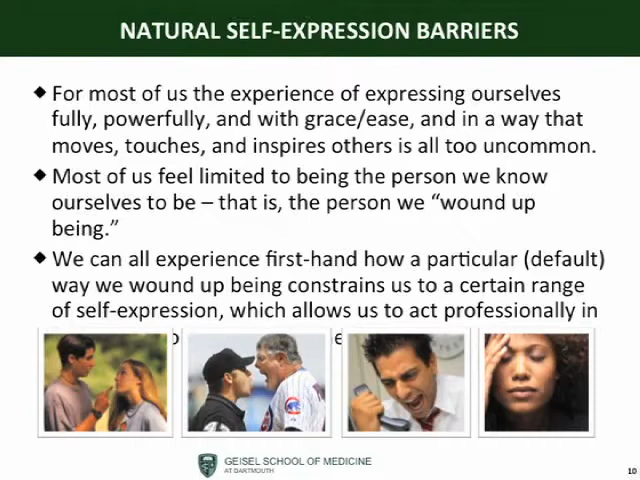 NATURAL SELF-EXPRESSION BARRIERS
For most of us the experience of expressing ourselves
fully, powerfully, and with grace/ease, and in a way that
moves, touches, and inspires others is all too uncommon.
Most of us feel limited to being the person we know
ourselves to be – that is, the person we “wound up
being.”
We can all experience first-hand how a particular (default)
way we wound up being constrains us to a certain range
of self-expression, which allows us to act professionally in
GEISEL SCHOOL OF MEDICINE
AT DARTMOUTH
10